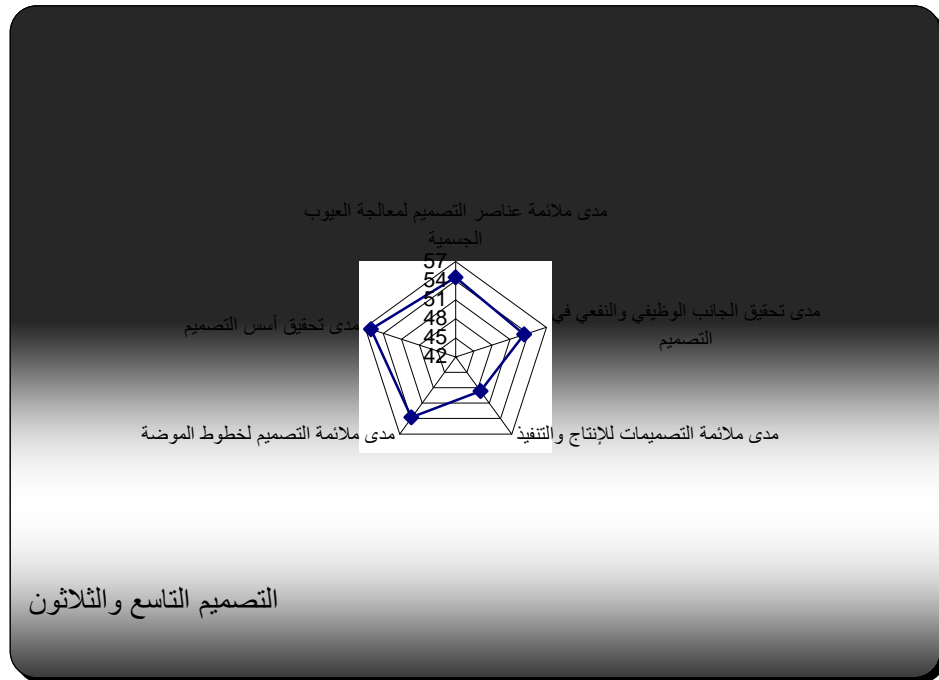 مدى ملائمة عناصر التصميم لمعالجة العيوب
الجسمية
57
54
51
48
45
42
مدى تحقيق الجانب الوظيفي والنفعي في
التصميم
مدى تحقيق أسس التصميم
مدى ملائمة التصميمات للإنتاج والتنفيذ
مدى ملائمة التصميم لخطوط الموضة
التصميم التاسع والثلاثون